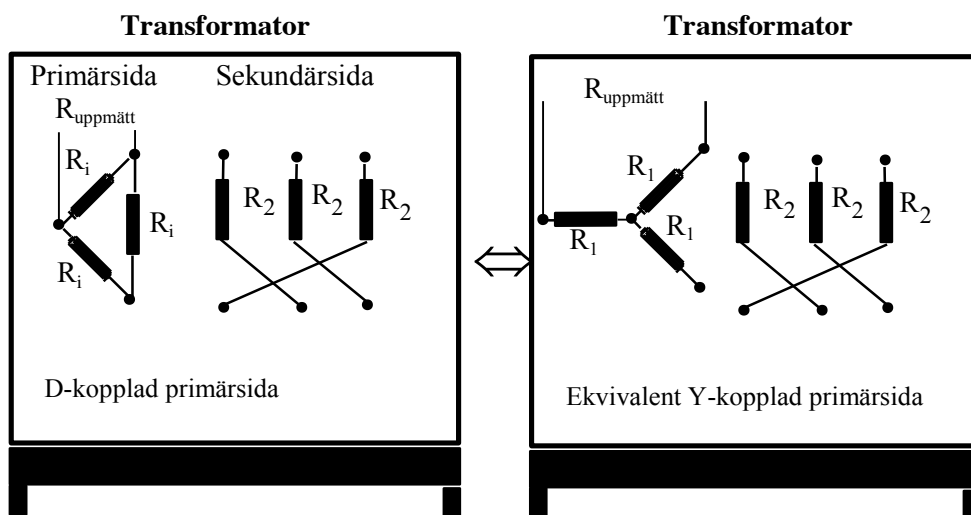 Transformator
Primärsida Sekundärsida
Ruppmätt
Ri
Ri
Ri
R2 R2 R2
D-kopplad primärsida
Transformator
Ruppmätt
R1
R1
R1
R2 R2 R2
Ekvivalent Y-kopplad primärsida